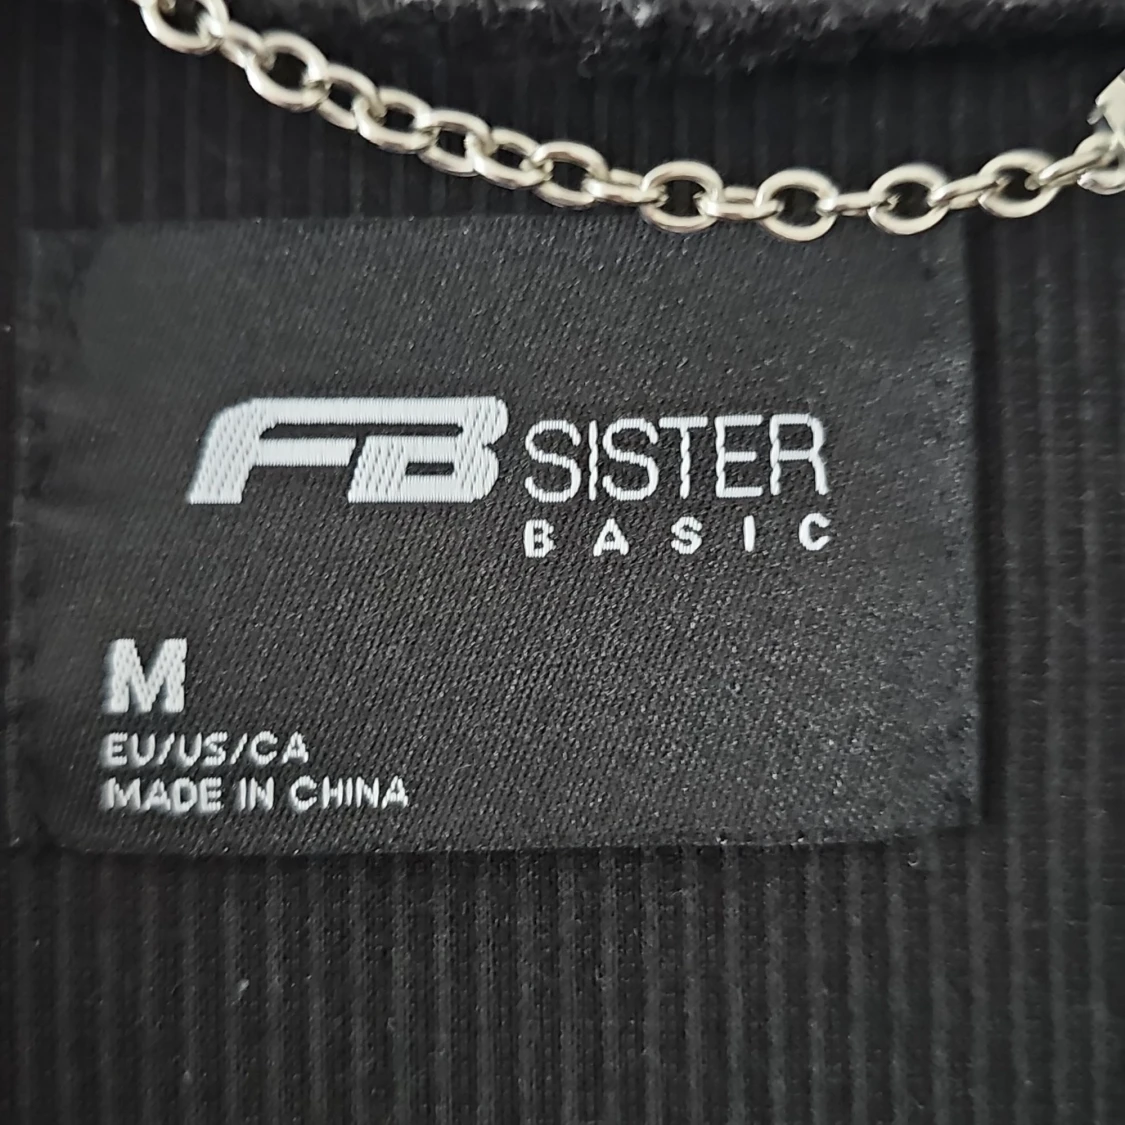 FB SISTER
BASIC
M
EU/US/CA
MADE IN CHINA